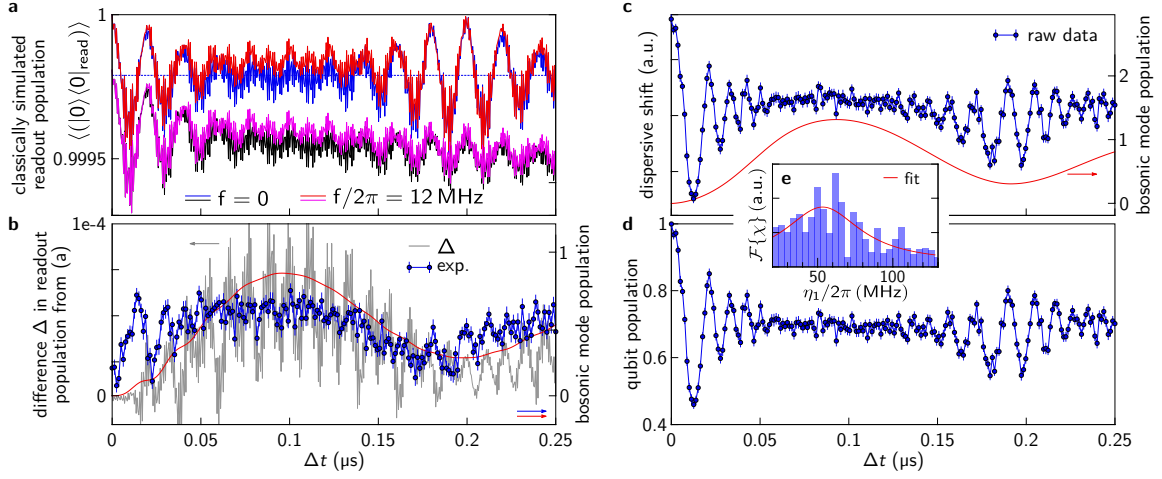 a
classically simulated
readout population
⟨(|0⟩ ⟨0|read)⟩
1
0.9995
f = 0
f/2π = 12 MHz
b
difference Δ in readout
population from (a)
1e-4
0
Δ
exp.
1
0
bosonic mode population
0
0.05
0.1
0.15
0.2
0.25
Δt (μs)
c
dispersive shift (a.u.)
raw data
2
1
0
bosonic mode population
e
ℱ{χ} (a.u.)
fit
50
100
η1/2π (MHz)
d
qubit population
1
0.8
0.6
0.4
0
0.05
0.1
0.15
0.2
0.25
Δt (μs)